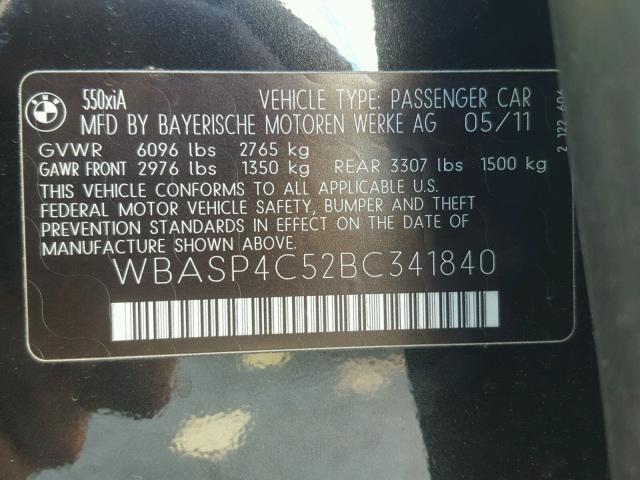 BMW
550xiA VEHICLE TYPE: PASSENGER CAR
MFD BY BAYERISCHE MOTOREN WERKE AG 05/11
GVWR 6096 lbs 2765 kg
GAWR FRONT 2976 lbs 1350 kg REAR 3307 lbs 1500 kg
THIS VEHICLE CONFORMS TO ALL APPLICABLE U.S.
FEDERAL MOTOR VEHICLE SAFETY, BUMPER AND THEFT
PREVENTION STANDARDS IN EFFECT ON THE DATE OF
MANUFACTURE SHOWN ABOVE.
WBASP4C52BC341840